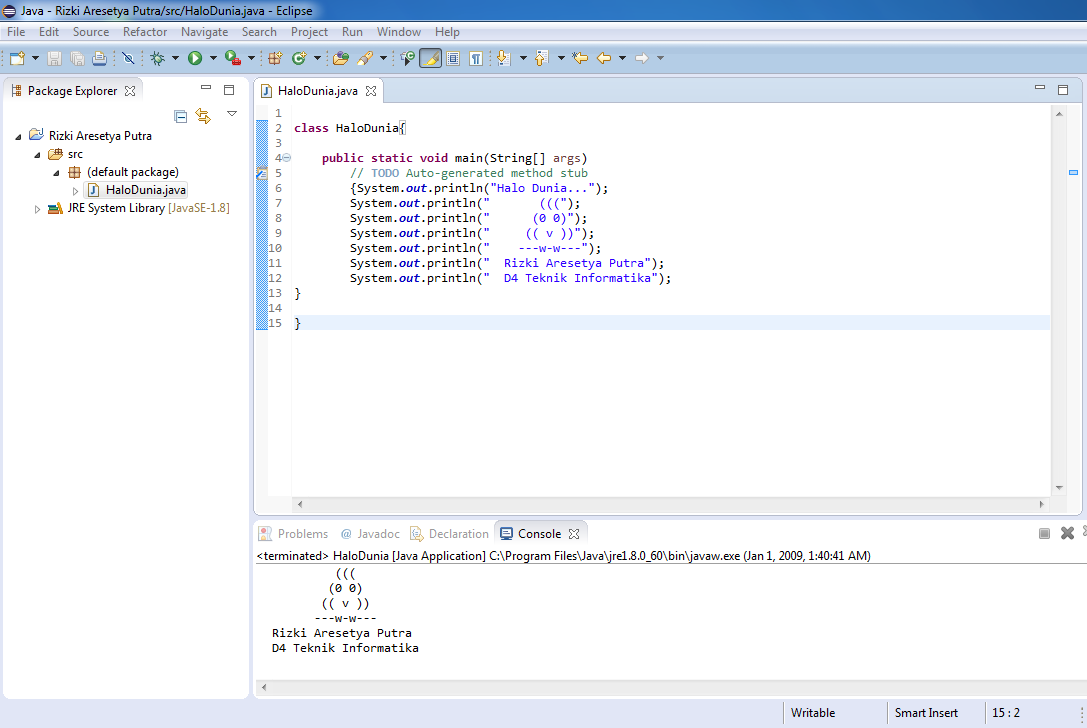 Java - Rizki Aresetya Putra/src/HaloDunia.java - Eclipse
File Edit Source Refactor Navigate Search Project Run Window Help
Package Explorer
Rizki Aresetya Putra
src
(default package)
HaloDunia.java
JRE System Library [JavaSE-1.8]
HaloDunia.java
1
2 class HaloDunia{
3
4     public static void main(String[] args)
5         // TODO Auto-generated method stub
6         {System.out.println("Halo Dunia...");
7         System.out.println("       (((");
8         System.out.println("      (0 0)");
9         System.out.println("     (( v ))");
10         System.out.println("    ---w-w---");
11         System.out.println("  Rizki Aresetya Putra");
12         System.out.println("  D4 Teknik Informatika");
13 }
14
15 }
Problems @ Javadoc Declaration Console
<terminated> HaloDunia [Java Application] C:\Program Files\Java\jre1.8.0_60\bin\javaw.exe (Jan 1, 2009, 1:40:41 AM)
(((
(0 0)
(( v ))
---w-w---
Rizki Aresetya Putra
D4 Teknik Informatika
Writable Smart Insert 15 : 2